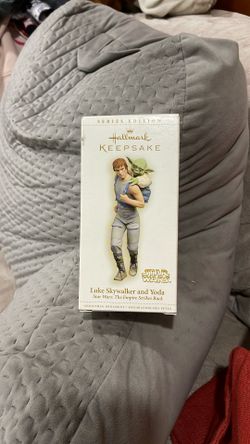 SERIES EDITION
Hallmark
KEEPSAKE
STAR
WARS
Luke Skywalker and Yoda
Star Wars: The Empire Strikes Back